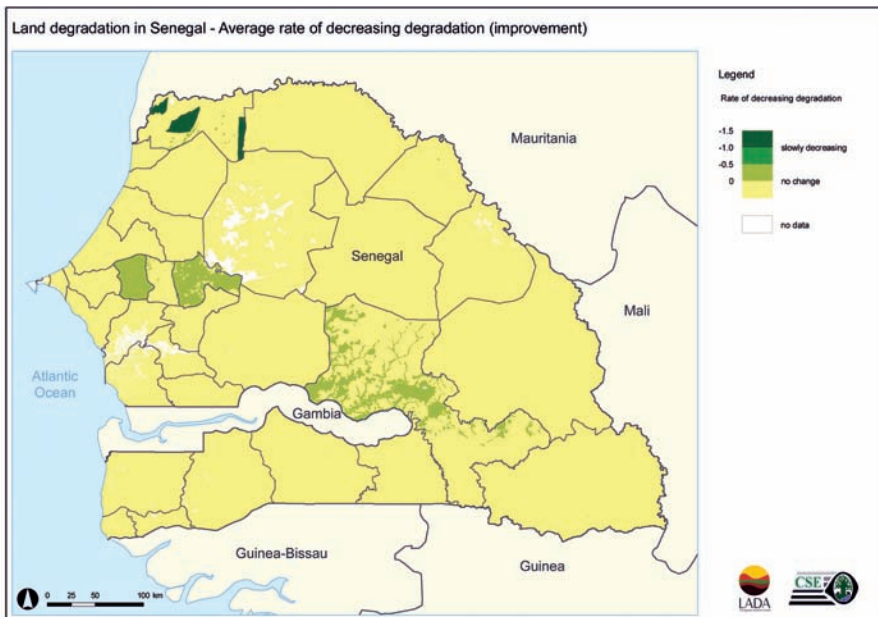 Land degradation in Senegal - Average rate of decreasing degradation (improvement)
Legend
Rate of decreasing degradation
-1.5
-1.0 slowly decreasing
-0.5
0 no change
no data
Mauritania
Senegal
Mali
Atlantic
Ocean
Gambia
Guinea-Bissau
Guinea
0 25 50 100 km
LADA
CSE